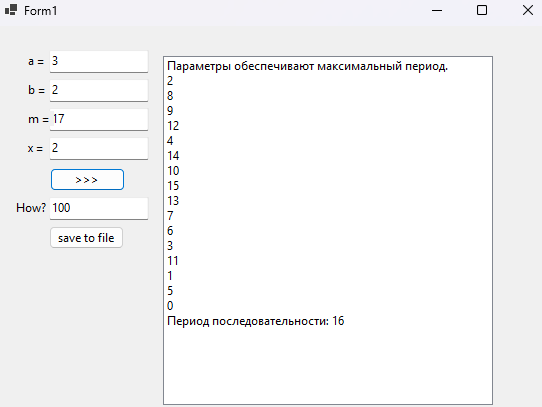 Form1
a = 3
b = 2
m = 17
x = 2
>>>
How? 100
save to file
Параметры обеспечивают максимальный период.
2
8
9
12
4
14
10
15
13
7
6
3
11
1
5
0
Период последовательности: 16